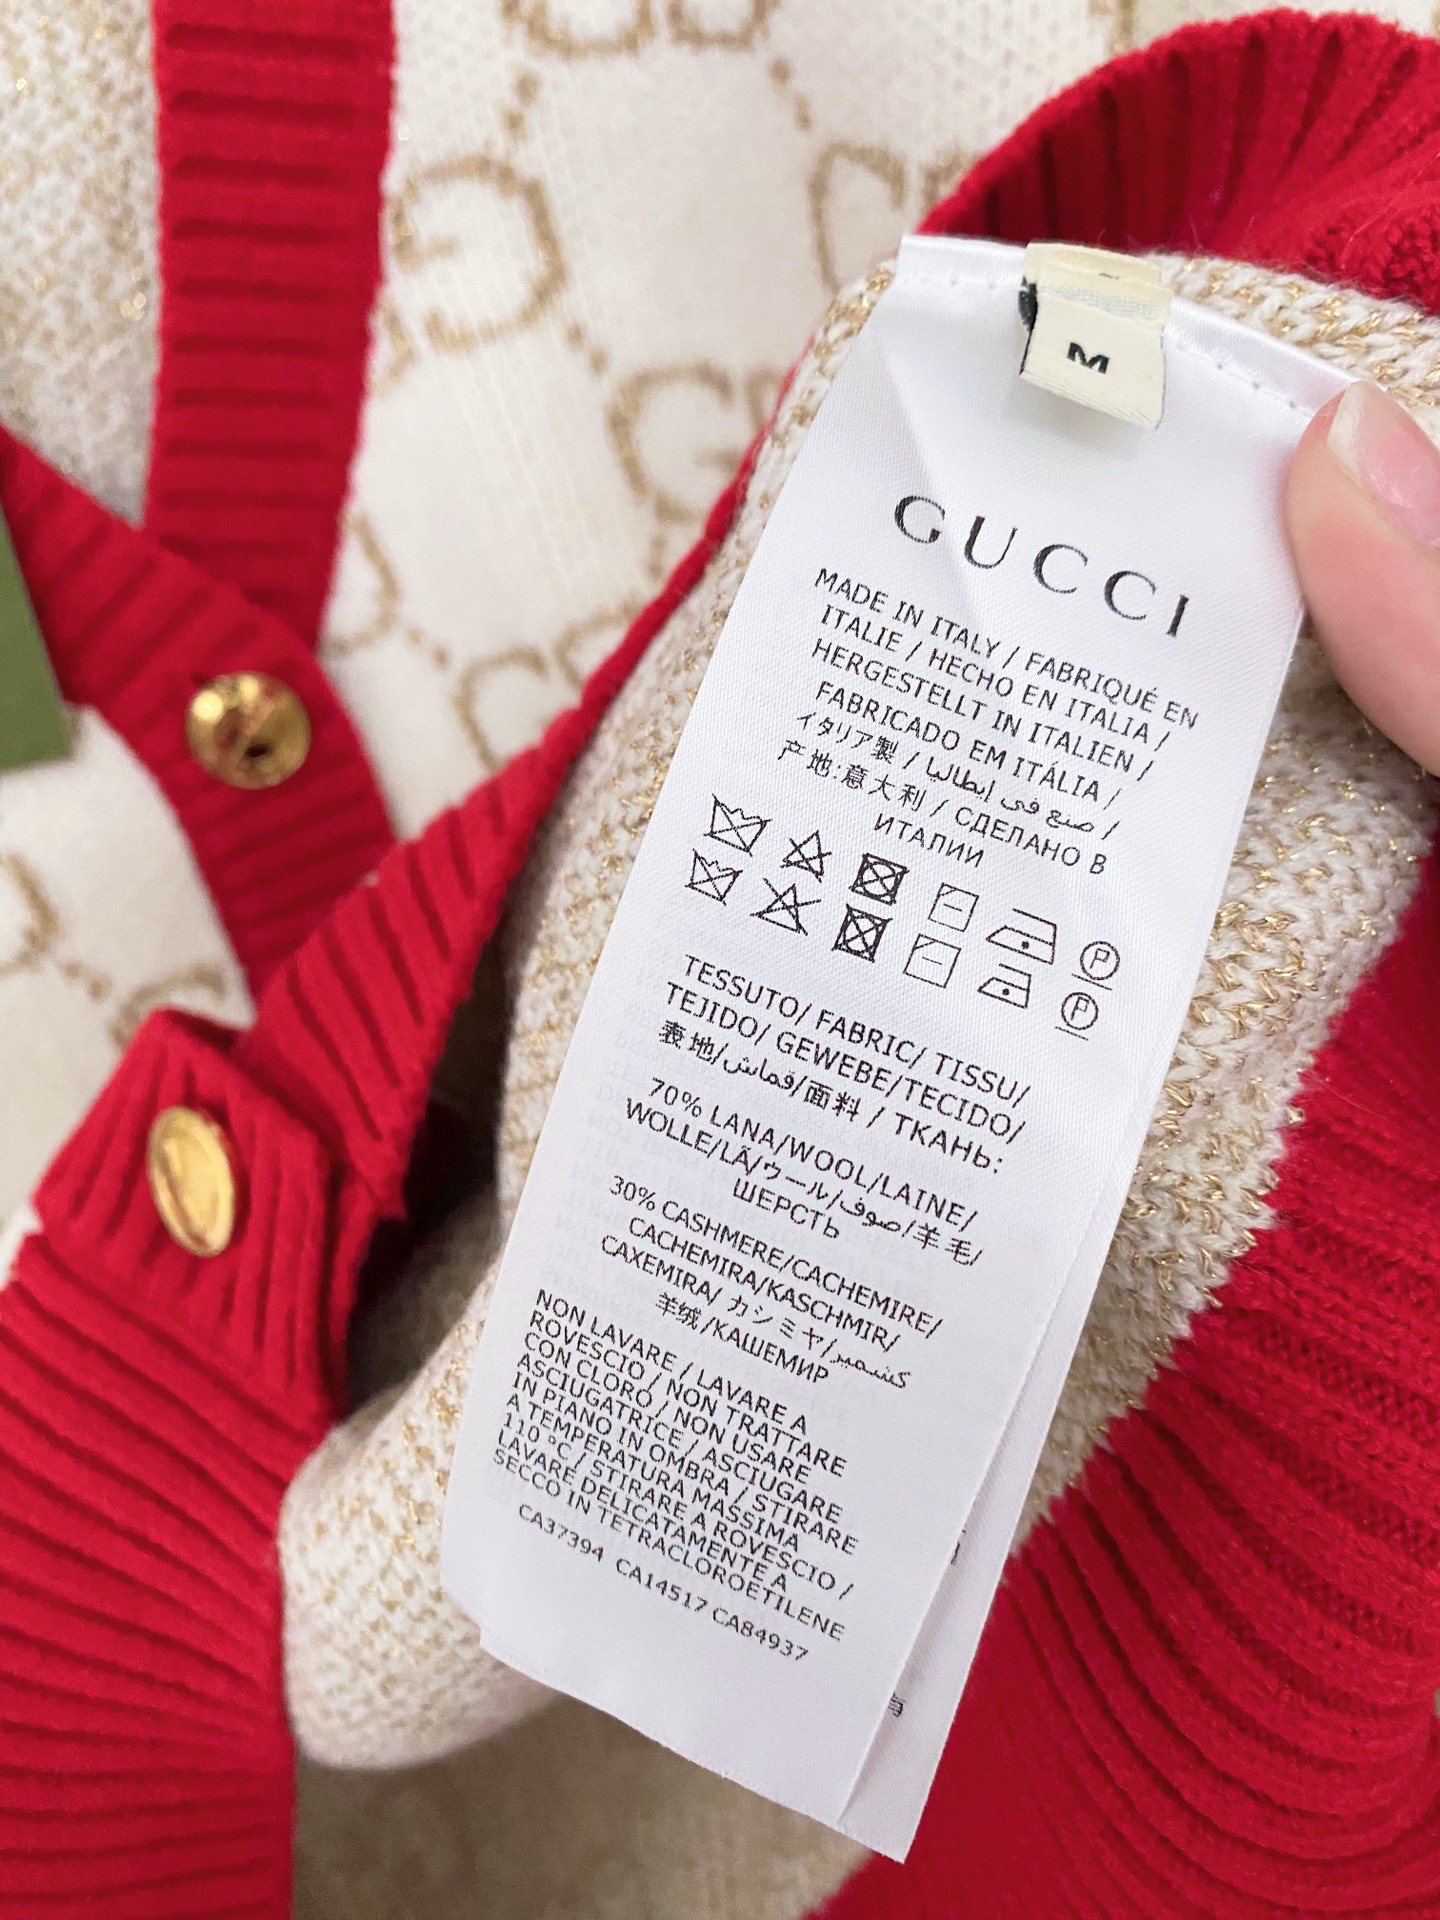 M
GUCCI
MADE IN ITALY / FABRIQUÉ EN
ITALIE / HECHO EN ITALIA /
HERGESTELLT IN ITALIEN /
FABRICADO EM ITÁLIA /
イタリア製 / صنع في إيطاليا /
产地:意大利 / СДЕЛАНО В
ИТАЛИИ
P
P
TESSUTO/ FABRIC/ TISSU/
TEJIDO/ GEWEBE/TECIDO/
表地/قماش/面料 / ТКАНЬ:
70% LANA/WOOL/LAINE/
WOLLE/LÃ/ウール/صوف/羊毛/
ШЕРСТЬ
30% CASHMERE/CACHEMIRE/
CACHEMIRA/KASCHMIR/
CAXEMIRA/ カシミヤ/كشمير
羊绒/КАШЕМИР
NON LAVARE / LAVARE A
ROVESCIO / NON TRATTARE
CON CLORO / NON USARE
ASCIUGATRICE / ASCIUGARE
IN PIANO IN OMBRA / STIRARE
A TEMPERATURA MASSIMA
110 °C / STIRARE A ROVESCIO /
LAVARE DELICATAMENTE A
SECCO IN TETRACLOROETILENE
CA37394 CA14517 CA84937